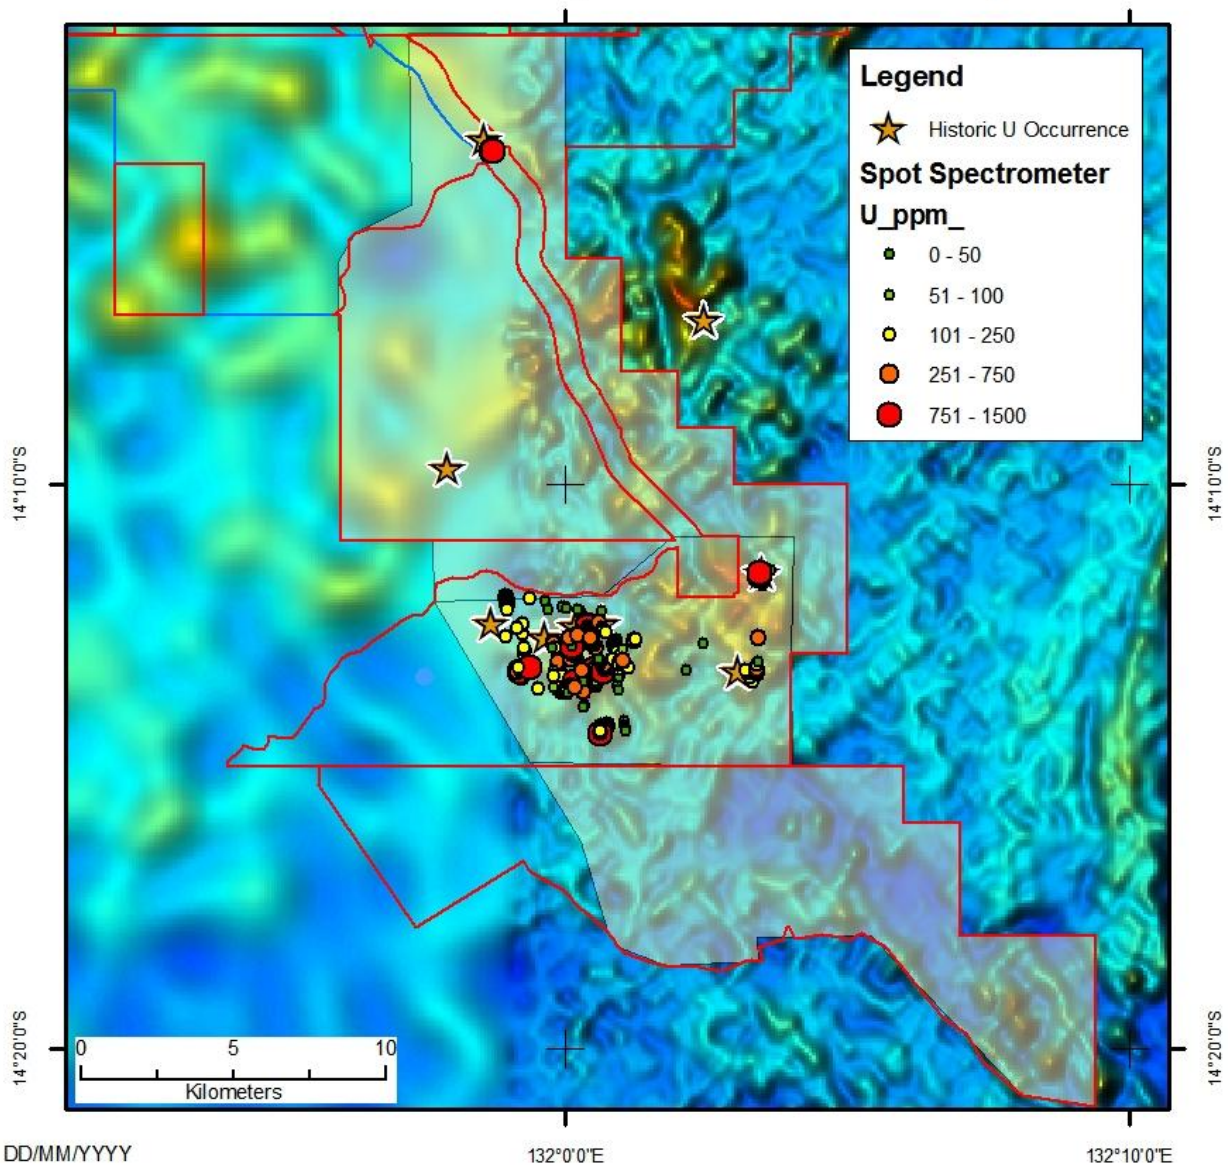 Legend
Historic U Occurrence
Spot Spectrometer
U_ppm_
0 - 50
51 - 100
101 - 250
251 - 750
751 - 1500
14°10'0"S
14°10'0"S
14°20'0"S
14°20'0"S
0 5 10
Kilometers
DD/MM/YYYY
132°0'0"E
132°10'0"E